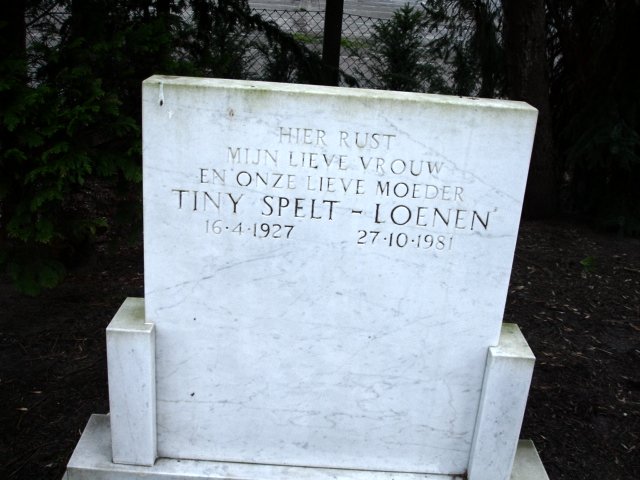 HIER RUST
MIJN LIEVE VROUW
EN ONZE LIEVE MOEDER
TINY SPELT - LOENEN
16·4·1927 27·10·1981